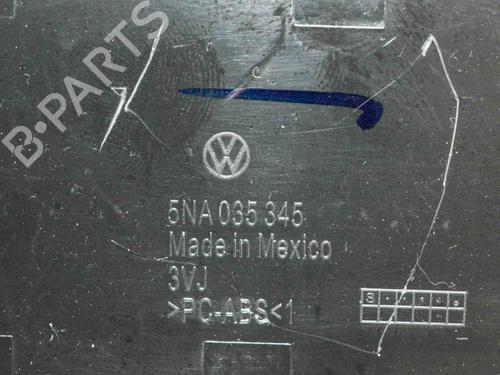 B·PARTS
5NA 035 345
Made in Mexico
3VJ
>PC-ABS<1